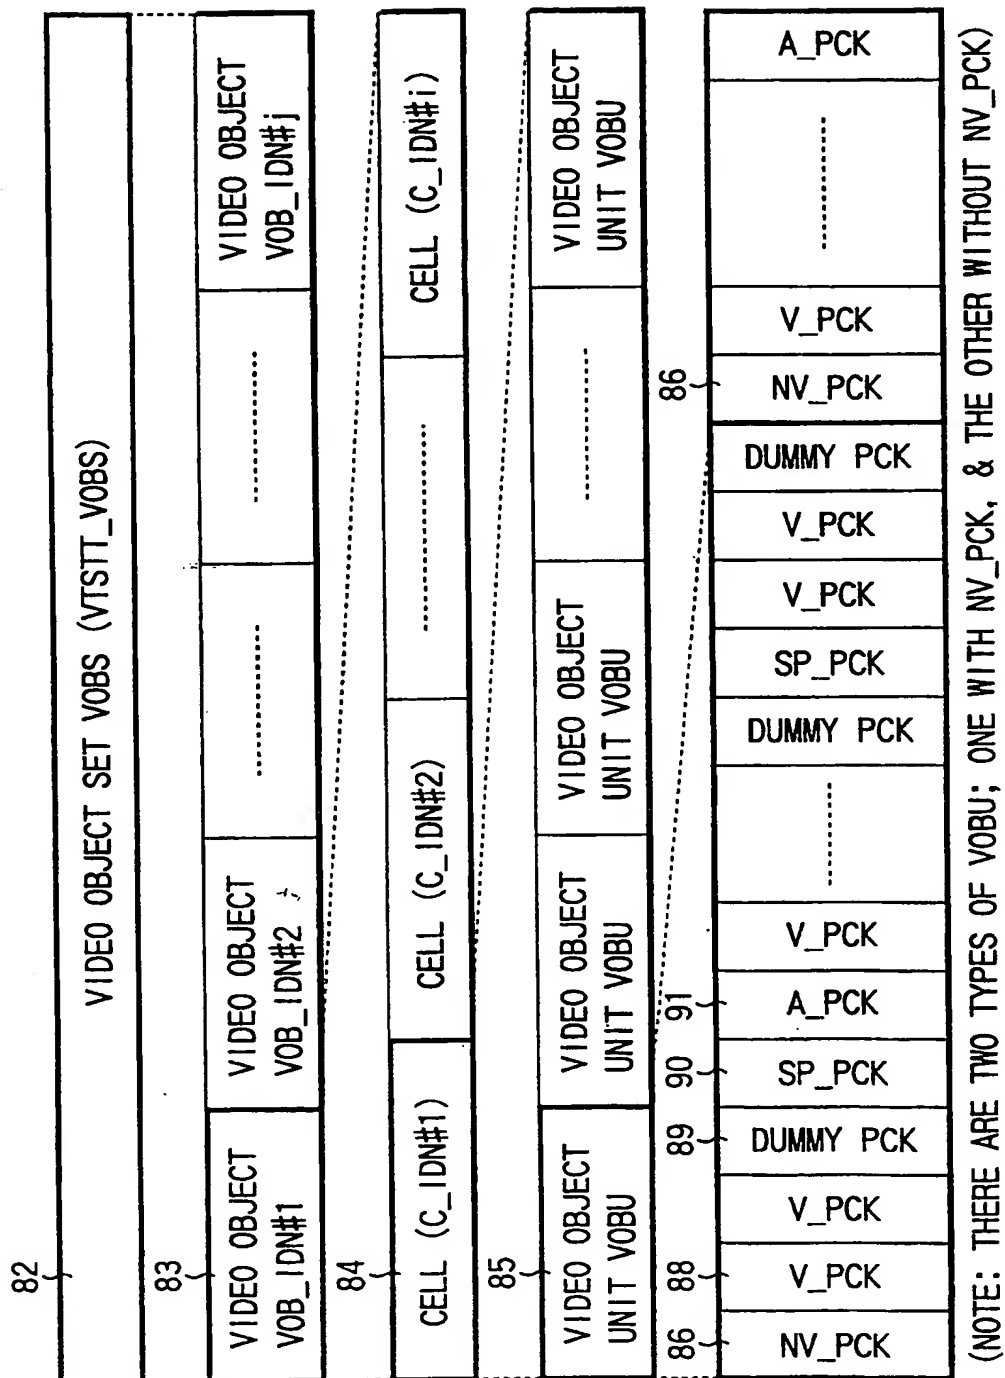 82
VIDEO OBJECT SET VOBS (VTSTT_VOBS)
83
VIDEO OBJECT
VOB_IDN#1
VIDEO OBJECT
VOB_IDN#2
VIDEO OBJECT
VOB_IDN#j
84
CELL (C_IDN#1)
CELL (C_IDN#2)
CELL (C_IDN#i)
85
VIDEO OBJECT
UNIT VOBU
VIDEO OBJECT
UNIT VOBU
VIDEO OBJECT
UNIT VOBU
VIDEO OBJECT
UNIT VOBU
86
88
89
90
91
86
NV_PCK
V_PCK
V_PCK
DUMMY PCK
SP_PCK
A_PCK
V_PCK
DUMMY PCK
SP_PCK
V_PCK
V_PCK
DUMMY PCK
NV_PCK
V_PCK
A_PCK
(NOTE: THERE ARE TWO TYPES OF VOBU; ONE WITH NV_PCK, & THE OTHER WITHOUT NV_PCK)